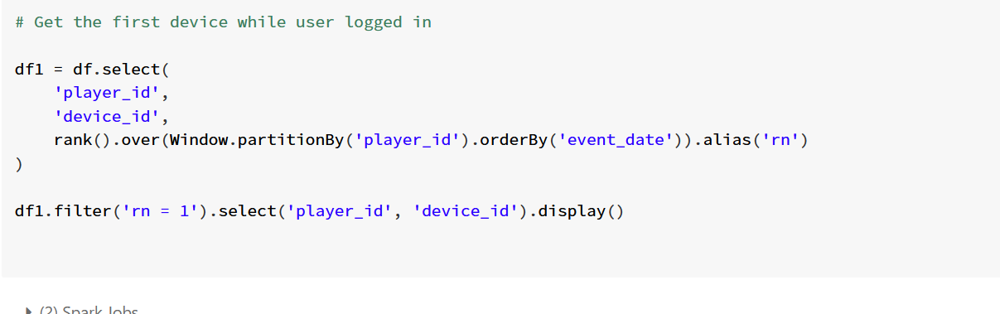 # Get the first device while user logged in
df1 = df.select(
'player_id',
'device_id',
rank().over(Window.partitionBy('player_id').orderBy('event_date')).alias('rn')
)
df1.filter('rn = 1').select('player_id', 'device_id').display()
(2) Spark Jobs